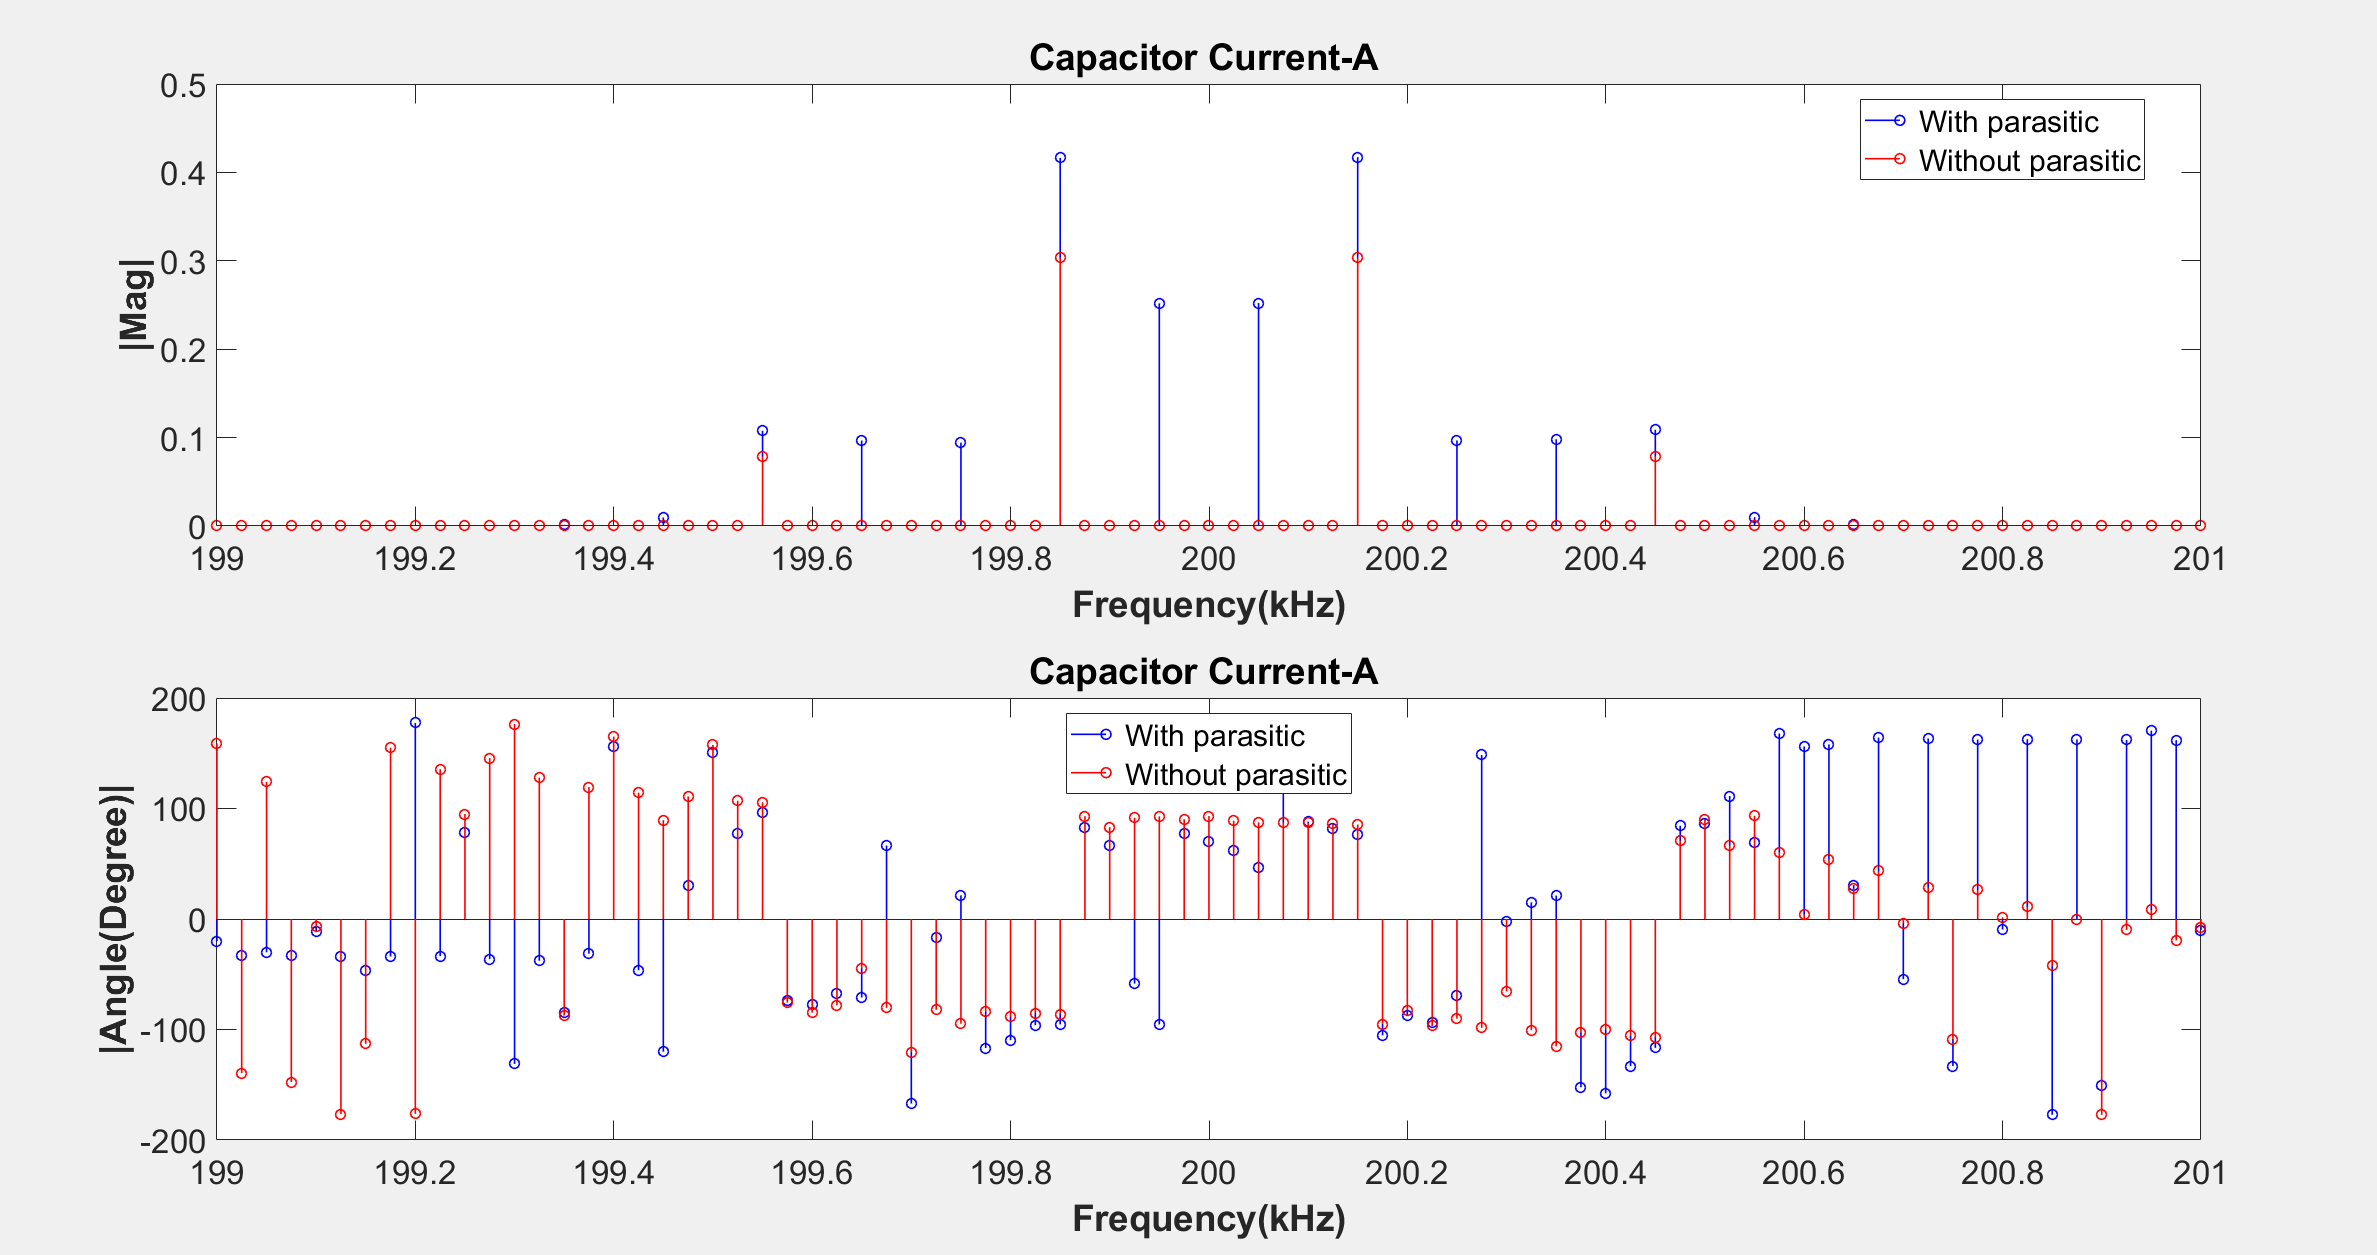 Capacitor Current-A
With parasitic
Without parasitic
|Mag|
0.5
0.4
0.3
0.2
0.1
0
199 199.2 199.4 199.6 199.8 200 200.2 200.4 200.6 200.8 201
Frequency(kHz)
Capacitor Current-A
With parasitic
Without parasitic
|Angle(Degree)|
200
100
0
-100
-200
199 199.2 199.4 199.6 199.8 200 200.2 200.4 200.6 200.8 201
Frequency(kHz)